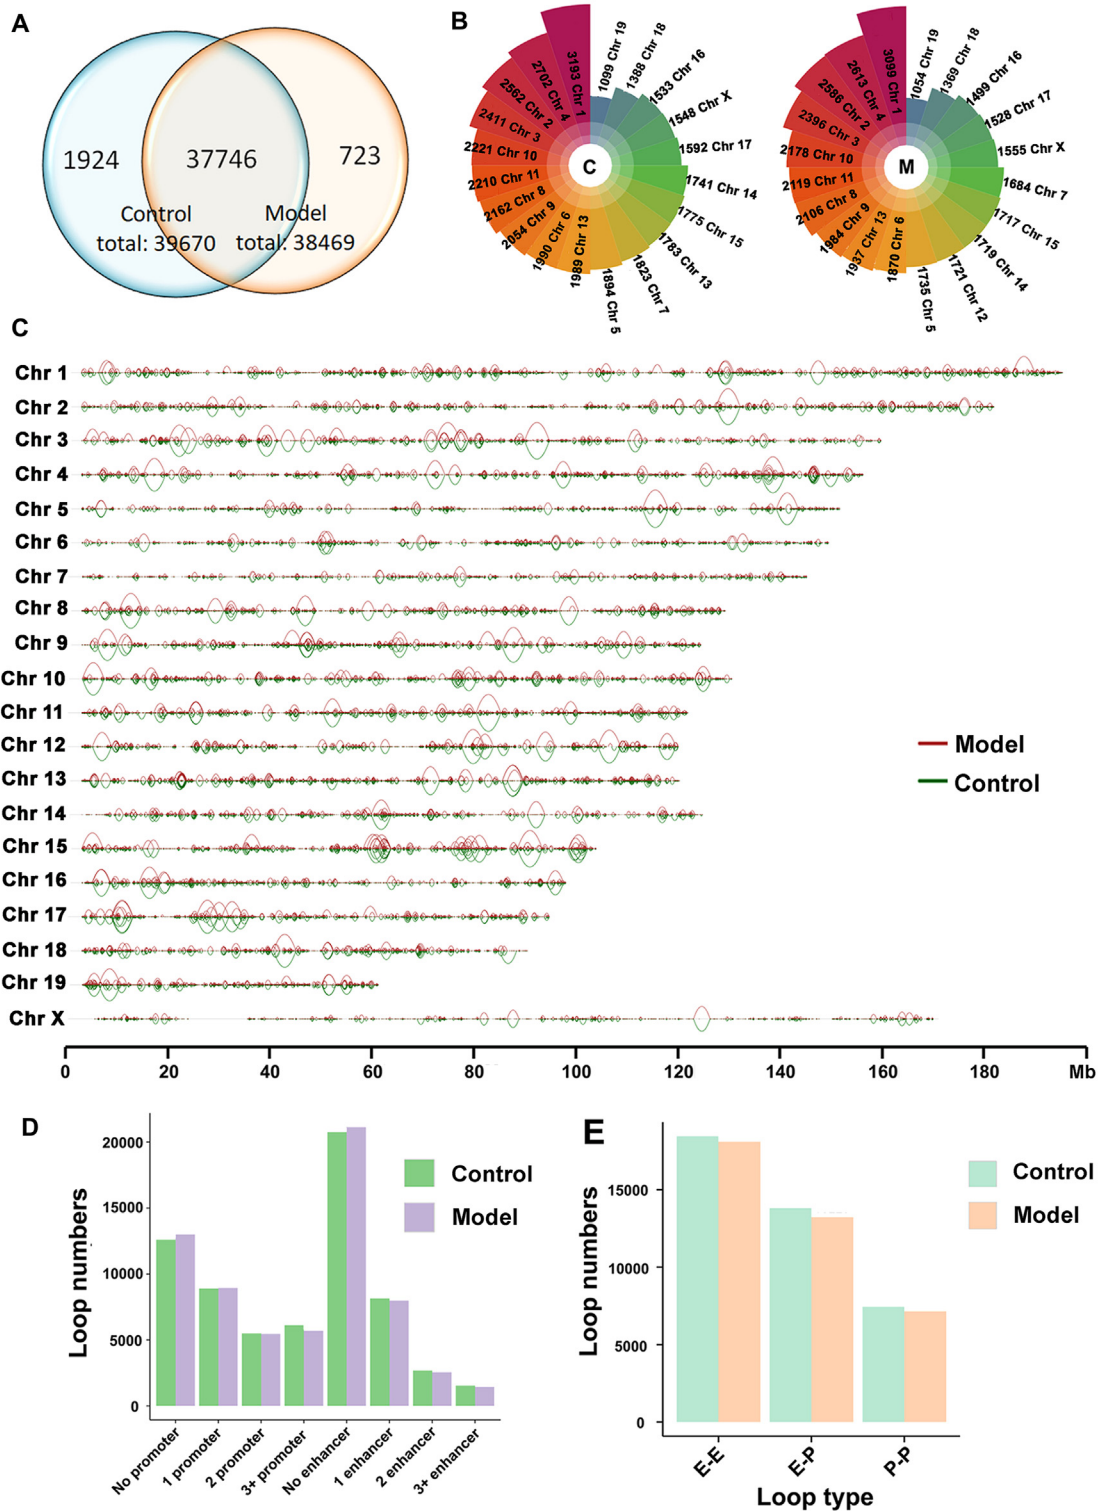 A
1924
37746
723
Control
total: 39670
Model
total: 38469
B
3193 Chr 1
2702 Chr 4
2562 Chr 2
2411 Chr 3
2221 Chr 10
2210 Chr 11
2162 Chr 8
2054 Chr 9
1990 Chr 6
1989 Chr 13
1894 Chr 5
1823 Chr 7
1783 Chr 13
1775 Chr 15
1741 Chr 14
1592 Chr 17
1548 Chr X
1533 Chr 16
1388 Chr 18
1099 Chr 19
C
3099 Chr 1
2613 Chr 4
2586 Chr 2
2396 Chr 3
2178 Chr 10
2119 Chr 11
2106 Chr 8
1984 Chr 9
1937 Chr 13
1870 Chr 6
1735 Chr 5
1721 Chr 12
1719 Chr 14
1717 Chr 15
1684 Chr 7
1555 Chr X
1528 Chr 17
1499 Chr 16
1369 Chr 18
1054 Chr 19
M
C
Chr 1
Chr 2
Chr 3
Chr 4
Chr 5
Chr 6
Chr 7
Chr 8
Chr 9
Chr 10
Chr 11
Chr 12
Chr 13
Chr 14
Chr 15
Chr 16
Chr 17
Chr 18
Chr 19
Chr X
Model
Control
0 20 40 60 80 100 120 140 160 180 Mb
D
Loop numbers
20000
15000
10000
5000
0
Control
Model
No promoter
1 promoter
2 promoter
3+ promoter
No enhancer
1 enhancer
2 enhancer
3+ enhancer
E
Loop numbers
15000
10000
5000
0
Control
Model
E-E
E-P
P-P
Loop type